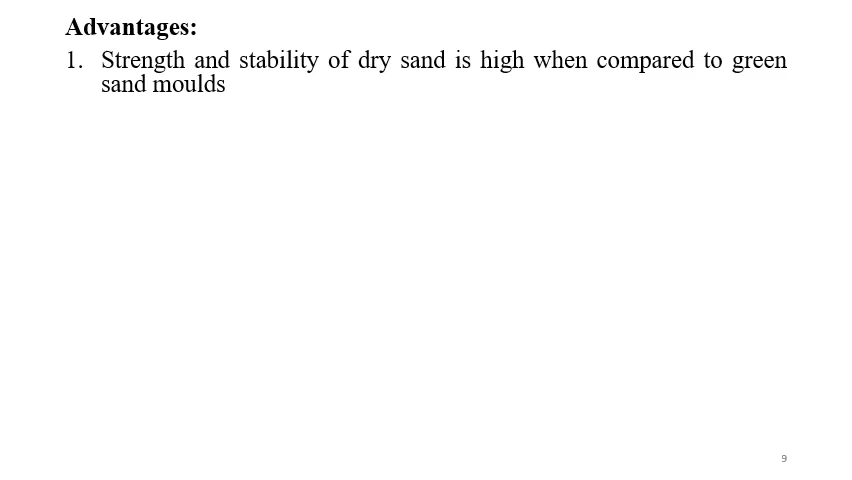 Advantages:
1. Strength and stability of dry sand is high when compared to green
sand moulds
9